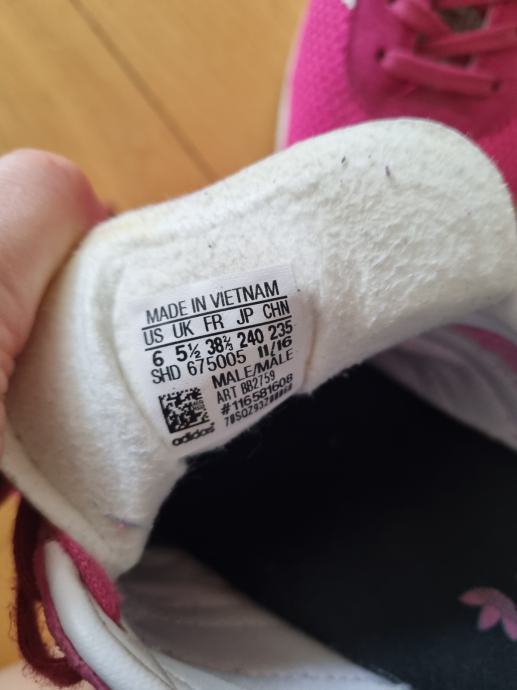 MADE IN VIETNAM
US UK FR JP CHN
6 5½ 38⅔ 240 235
SHD 675005 11/16
MALE/MALE
ART BB2759
#116581608
adidas